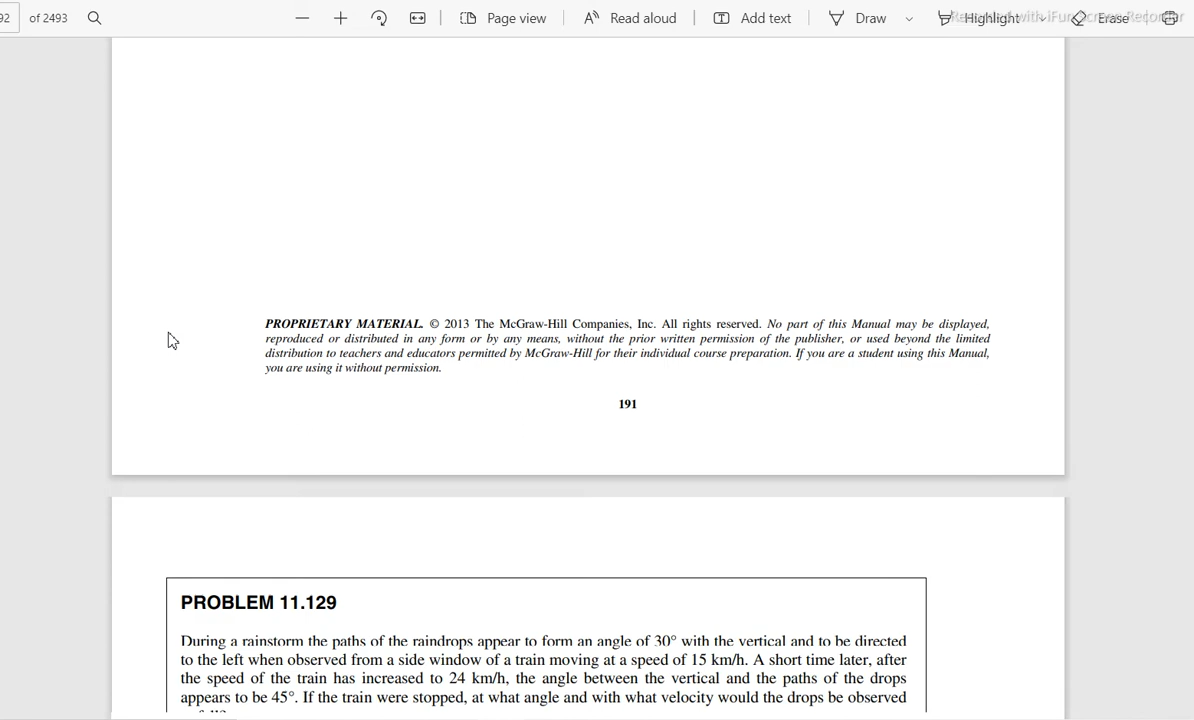 92 of 2493 Page view Read aloud Add text Draw Highlight Erase
Recorded with iFun Screen Recorder
PROPRIETARY MATERIAL. © 2013 The McGraw-Hill Companies, Inc. All rights reserved. No part of this Manual may be displayed,
reproduced or distributed in any form or by any means, without the prior written permission of the publisher, or used beyond the limited
distribution to teachers and educators permitted by McGraw-Hill for their individual course preparation. If you are a student using this Manual,
you are using it without permission.
191
PROBLEM 11.129
During a rainstorm the paths of the raindrops appear to form an angle of 30° with the vertical and to be directed
to the left when observed from a side window of a train moving at a speed of 15 km/h. A short time later, after
the speed of the train has increased to 24 km/h, the angle between the vertical and the paths of the drops
appears to be 45°. If the train were stopped, at what angle and with what velocity would the drops be observed